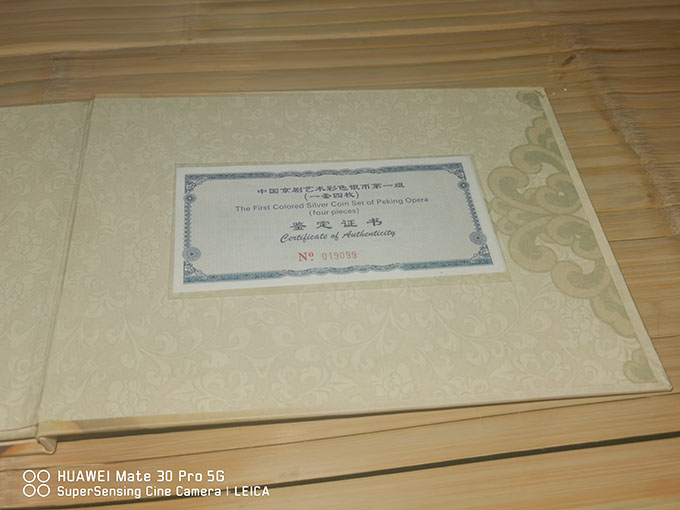 中国京剧艺术彩色银币第一组
(一套四枚)
The First Colored Silver Coin Set of Peking Opera
(four pieces)
鉴定证书
Certificate of Authenticity
Nº 019099
HUAWEI Mate 30 Pro 5G
SuperSensing Cine Camera | LEICA